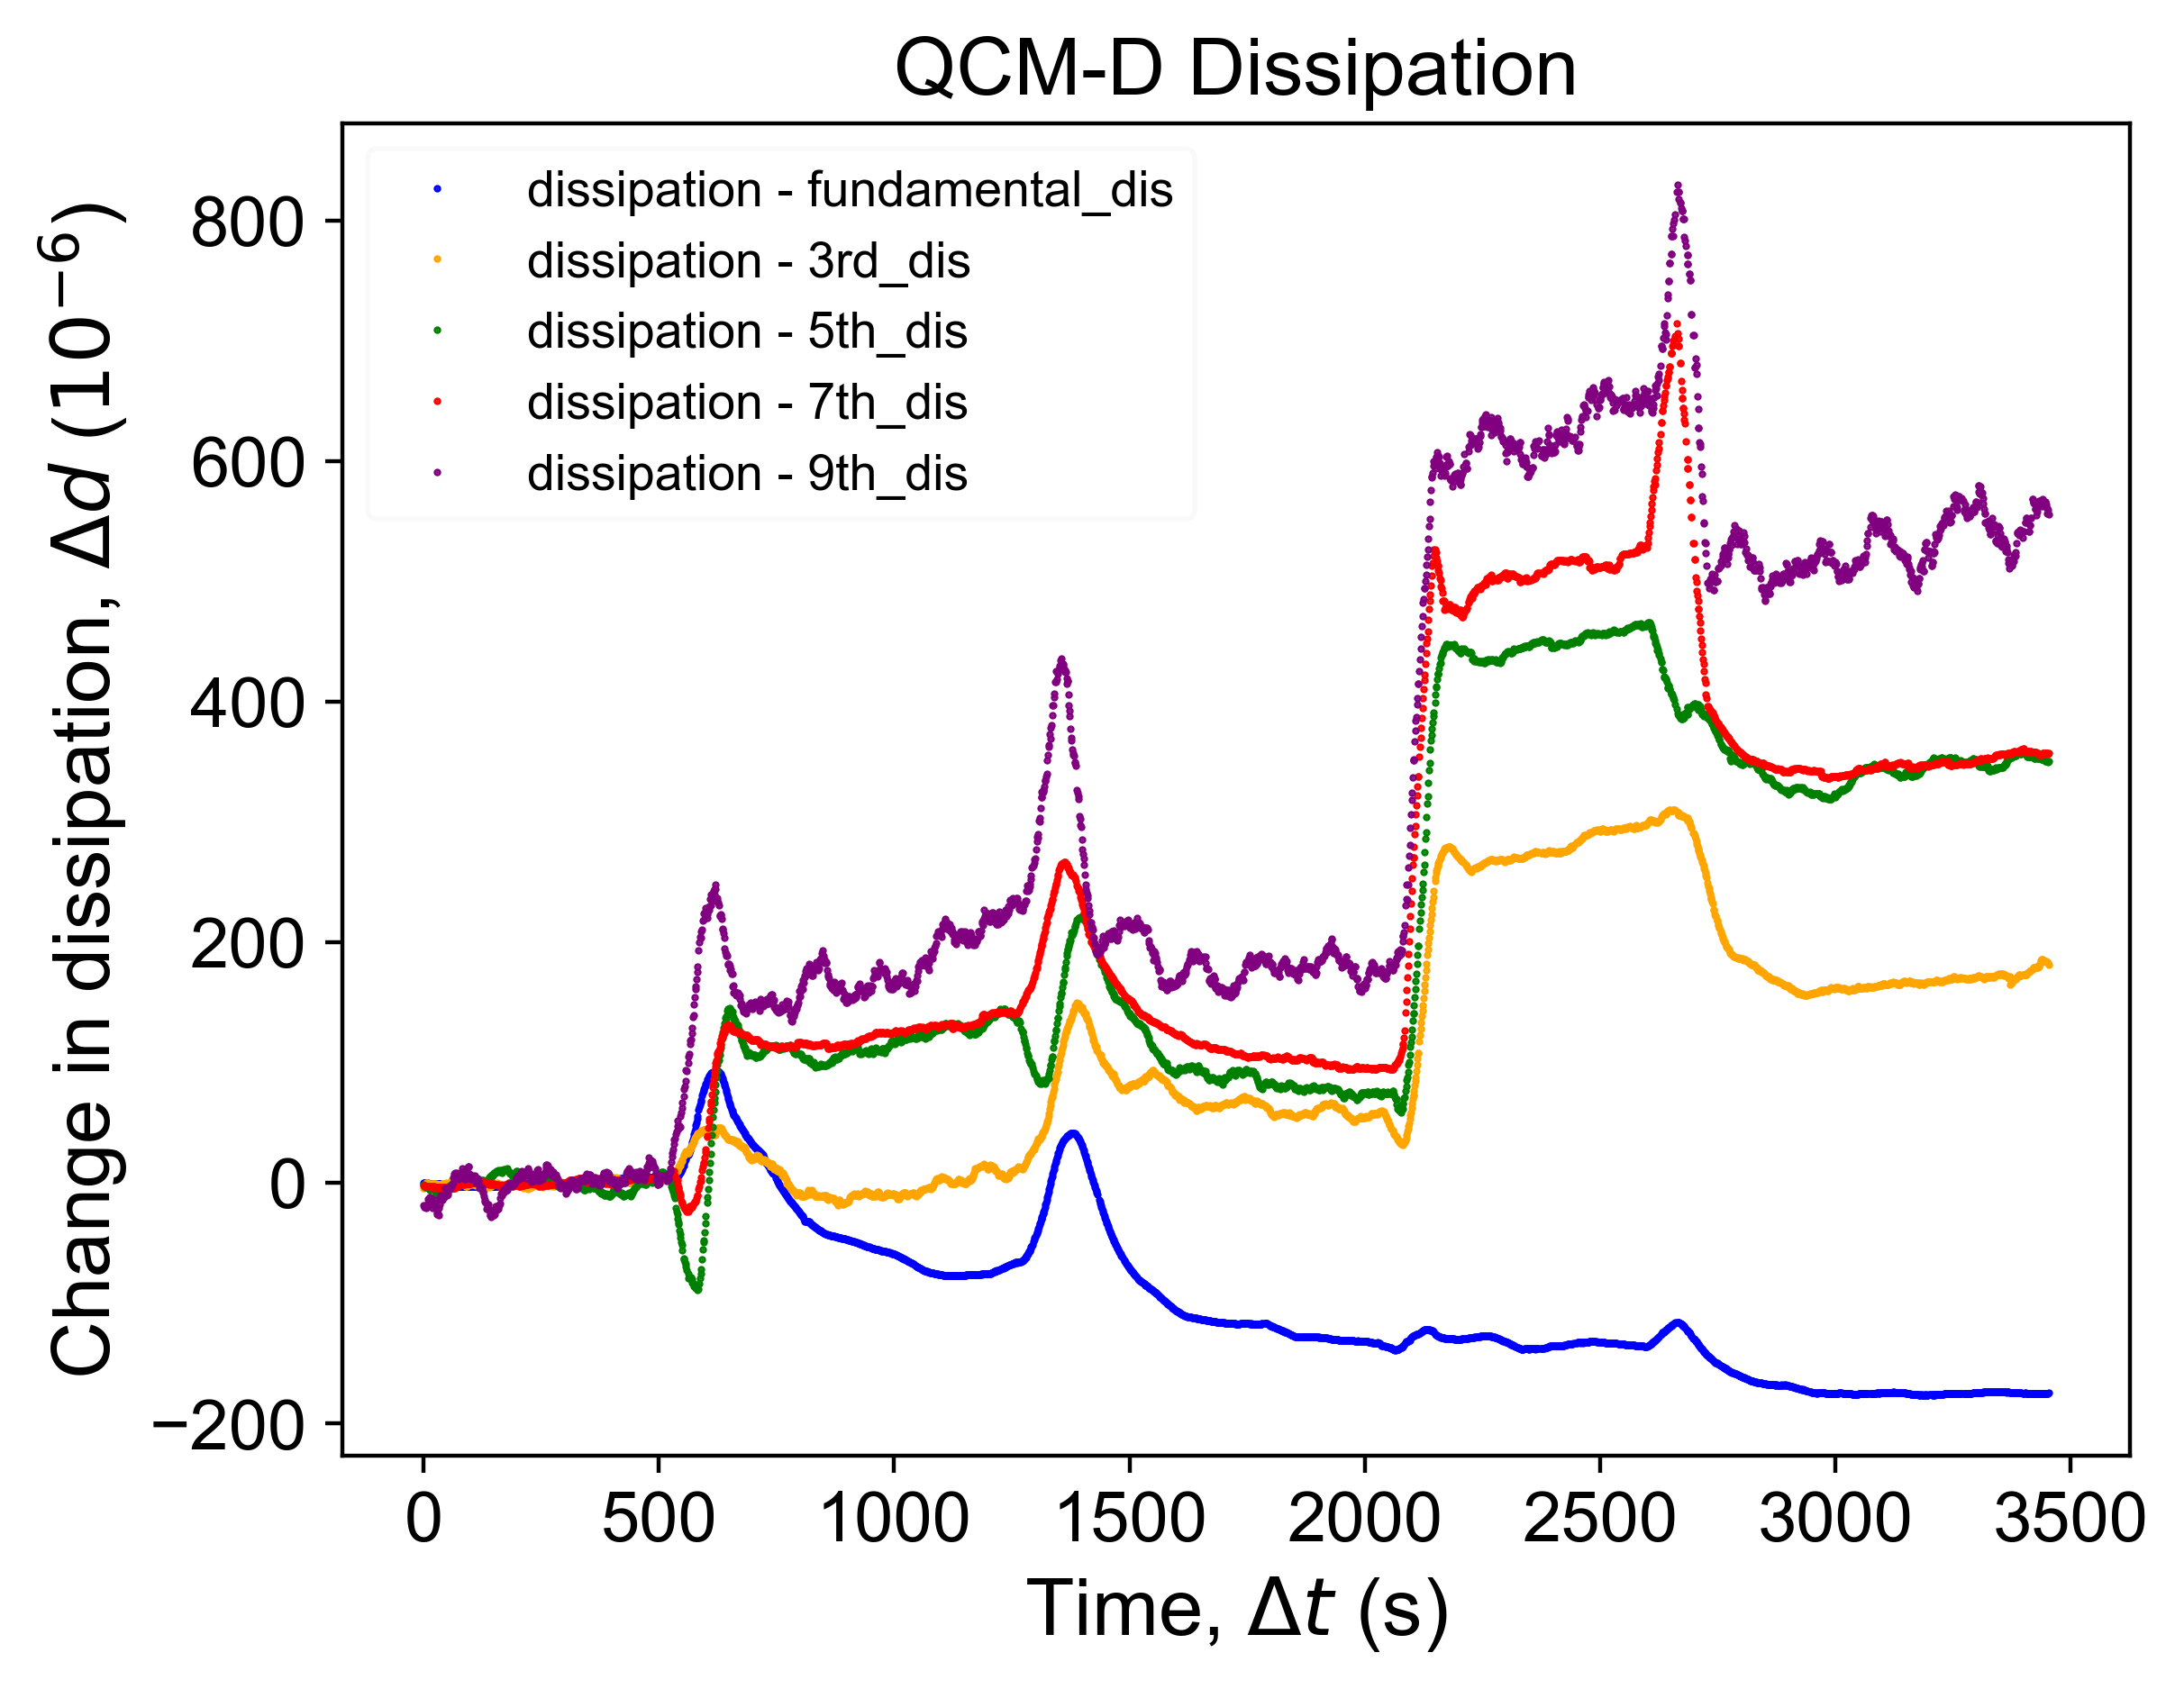 QCM-D Dissipation
Change in dissipation, Δd (10⁻⁶)
800
600
400
200
0
−200
dissipation - fundamental_dis
dissipation - 3rd_dis
dissipation - 5th_dis
dissipation - 7th_dis
dissipation - 9th_dis
0 500 1000 1500 2000 2500 3000 3500
Time, Δt (s)